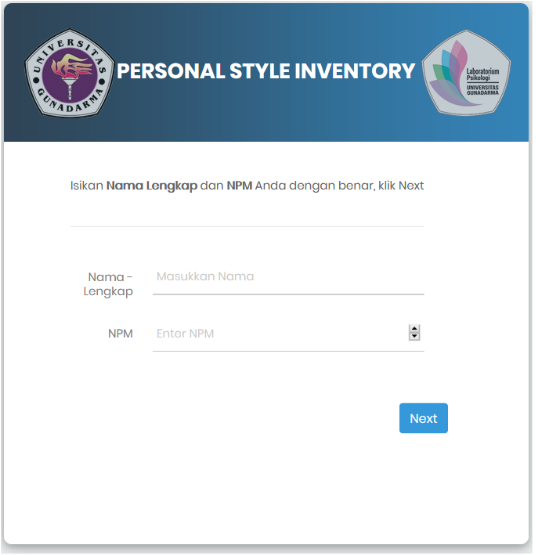 UNIVERSITAS
GUNADARMA
PERSONAL STYLE INVENTORY
Laboratorium
Psikologi
UNIVERSITAS
GUNADARMA
Isikan Nama Lengkap dan NPM Anda dengan benar, klik Next
Nama -
Lengkap
Masukkan Nama
NPM
Enter NPM
Next